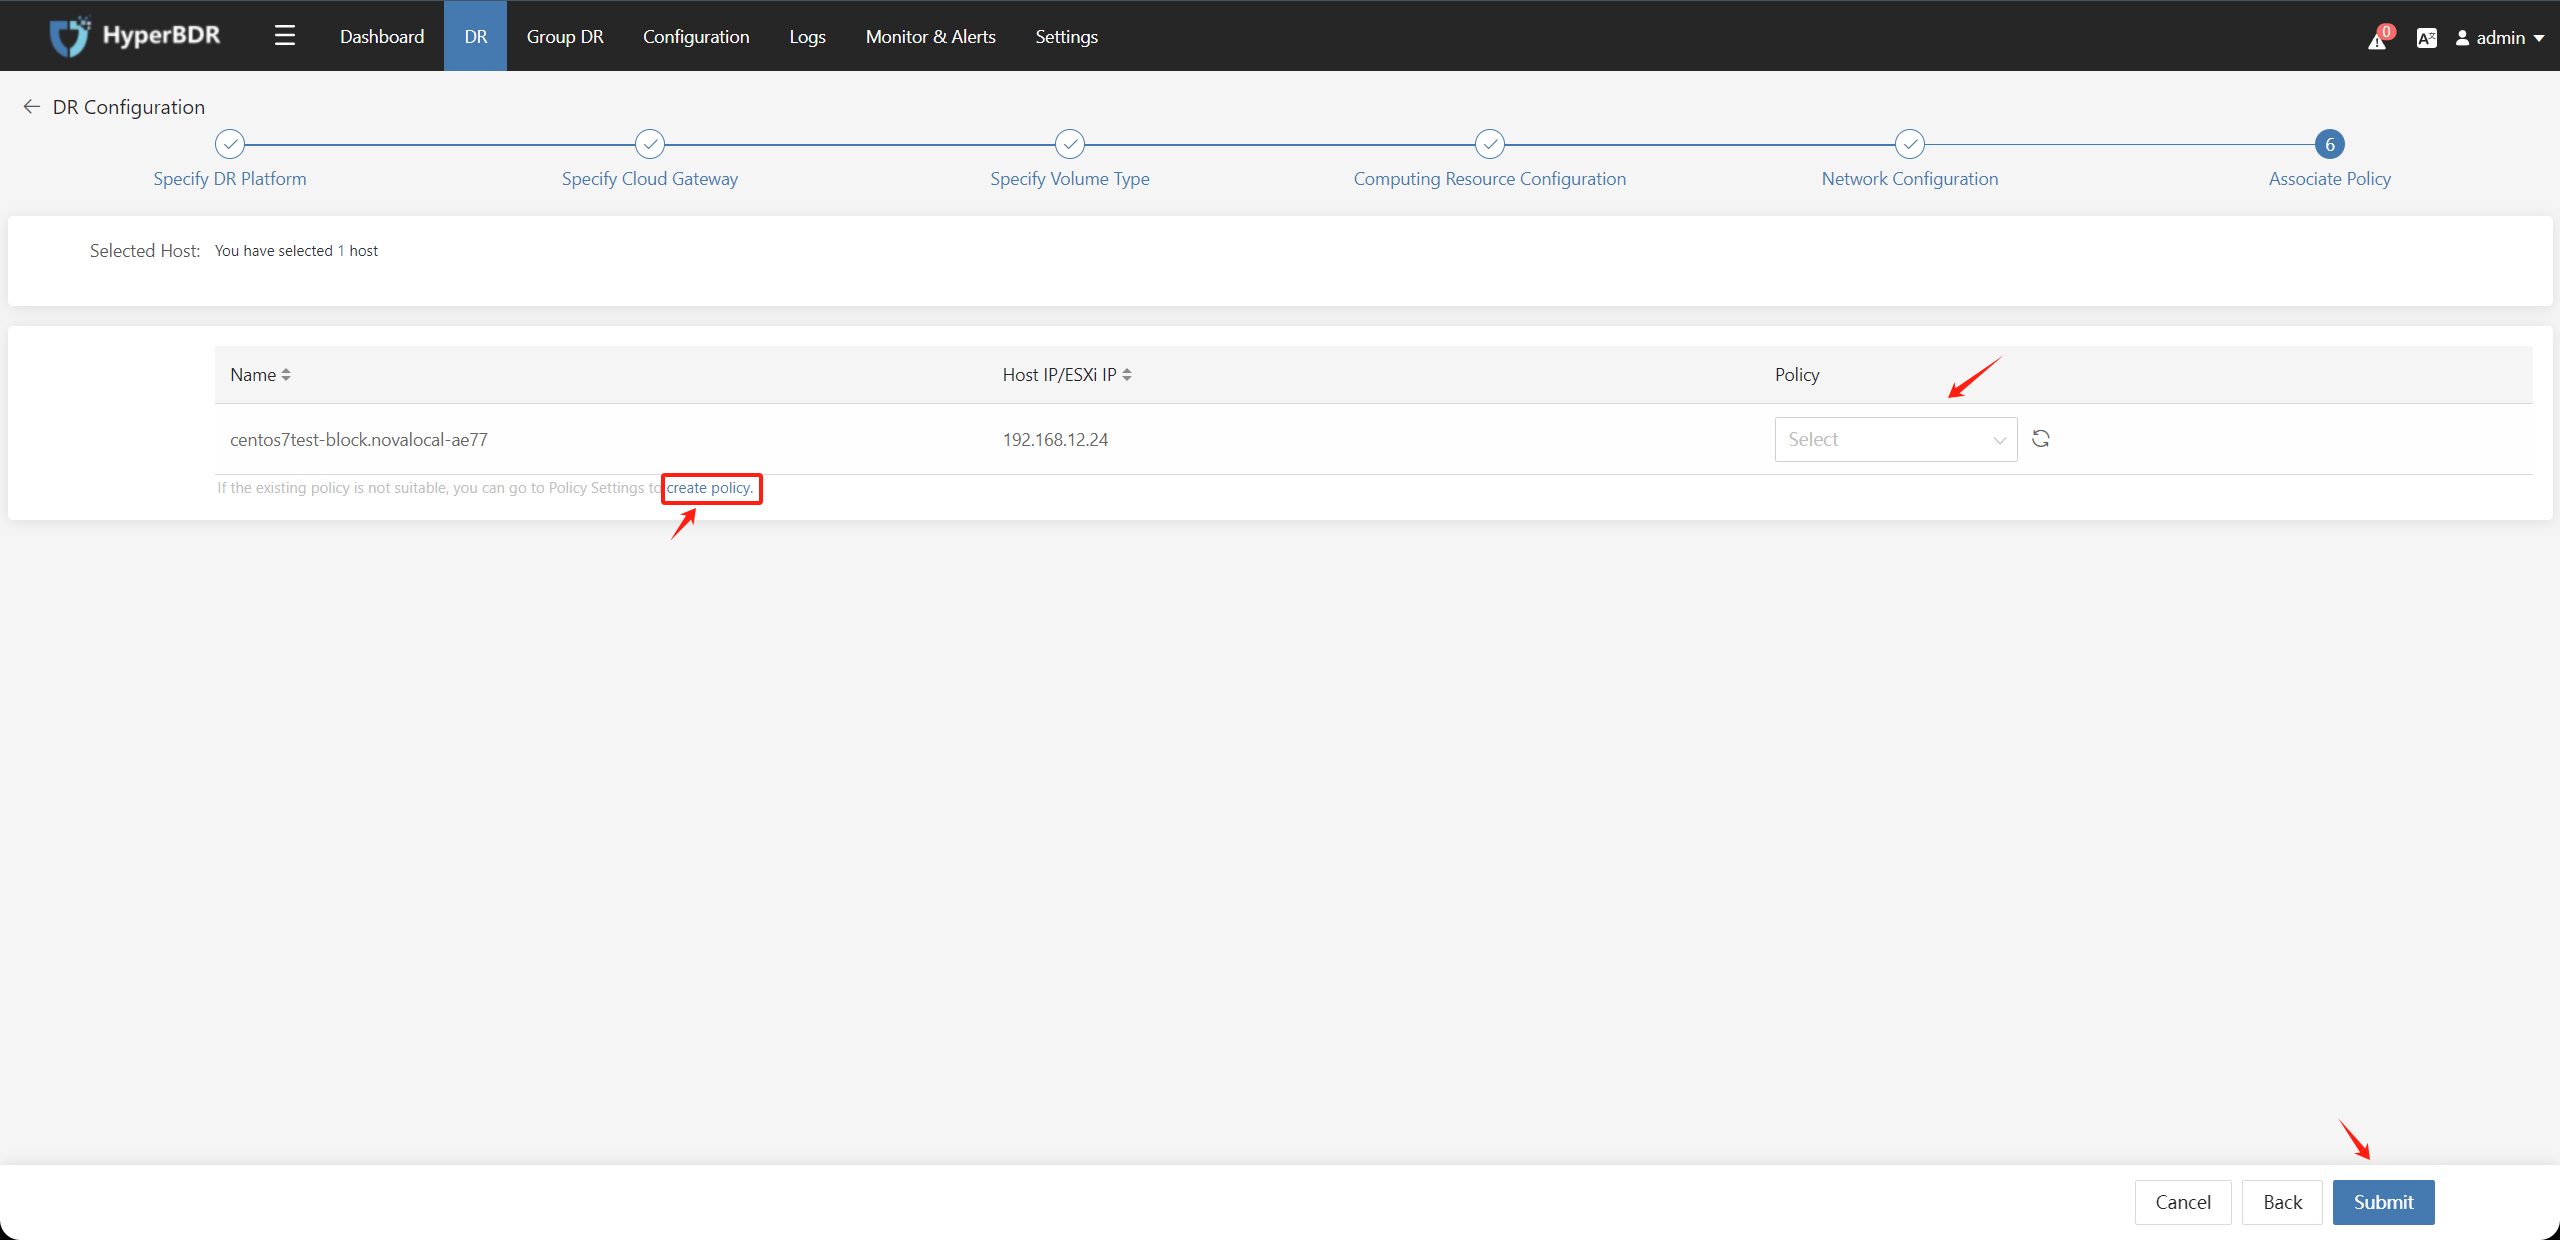 HyperBDR
Dashboard
DR
Group DR
Configuration
Logs
Monitor & Alerts
Settings
0
admin
DR Configuration
6
Specify DR Platform
Specify Cloud Gateway
Specify Volume Type
Computing Resource Configuration
Network Configuration
Associate Policy
Selected Host: You have selected 1 host
Name
Host IP/ESXi IP
Policy
centos7test-block.novalocal-ae77
192.168.12.24
Select
If the existing policy is not suitable, you can go to Policy Settings to create policy.
Cancel
Back
Submit